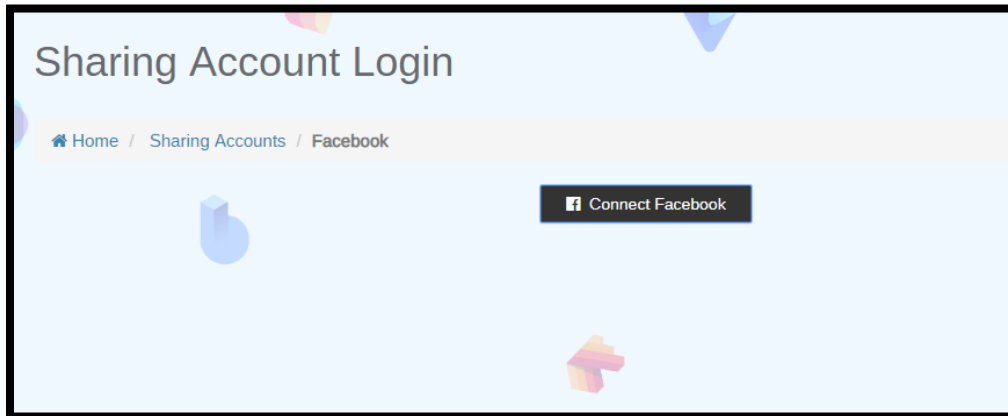 Sharing Account Login
Home / Sharing Accounts / Facebook
Connect Facebook